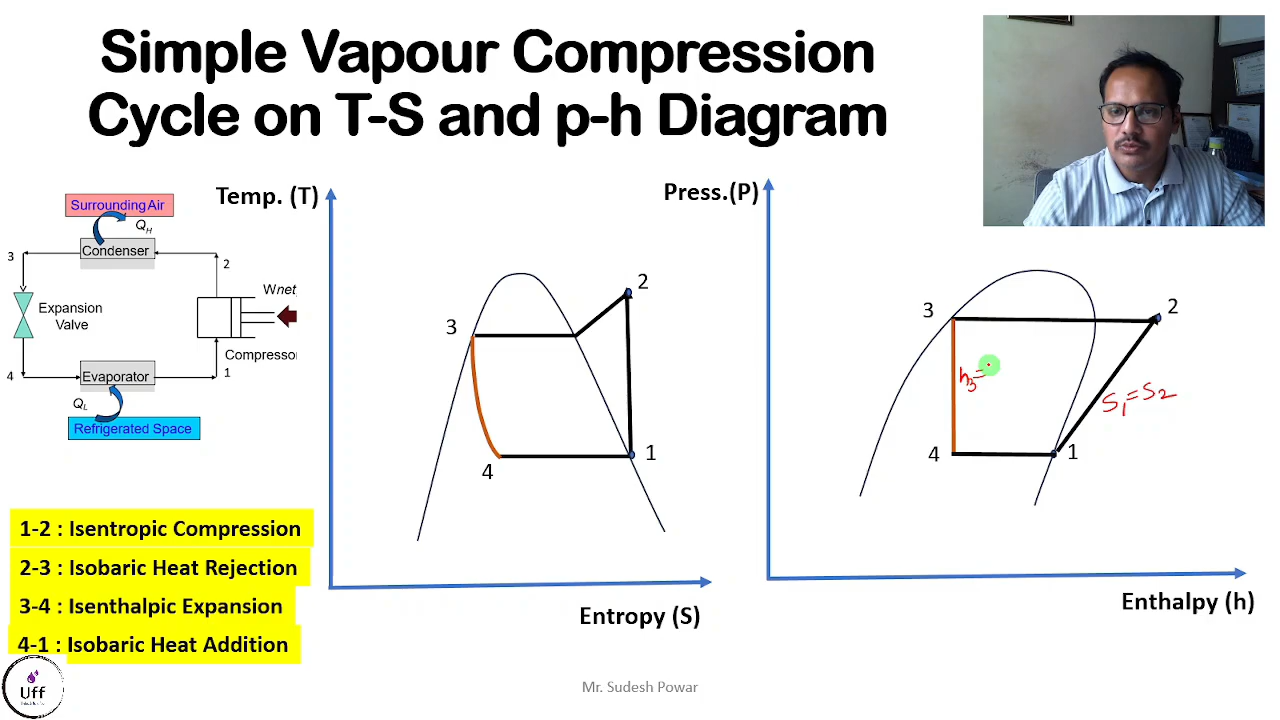 Simple Vapour Compression
Cycle on T-S and p-h Diagram
Surrounding Air
Q_H
Condenser
3
2
Wnet,
Expansion
Valve
Compressor
4
Evaporator
1
Q_L
Refrigerated Space
Temp. (T)
2
3
1
4
Entropy (S)
Press.(P)
3
2
h₃=
S₁=S₂
4
1
Enthalpy (h)
1-2 : Isentropic Compression
2-3 : Isobaric Heat Rejection
3-4 : Isenthalpic Expansion
4-1 : Isobaric Heat Addition
Uff
Mr. Sudesh Powar